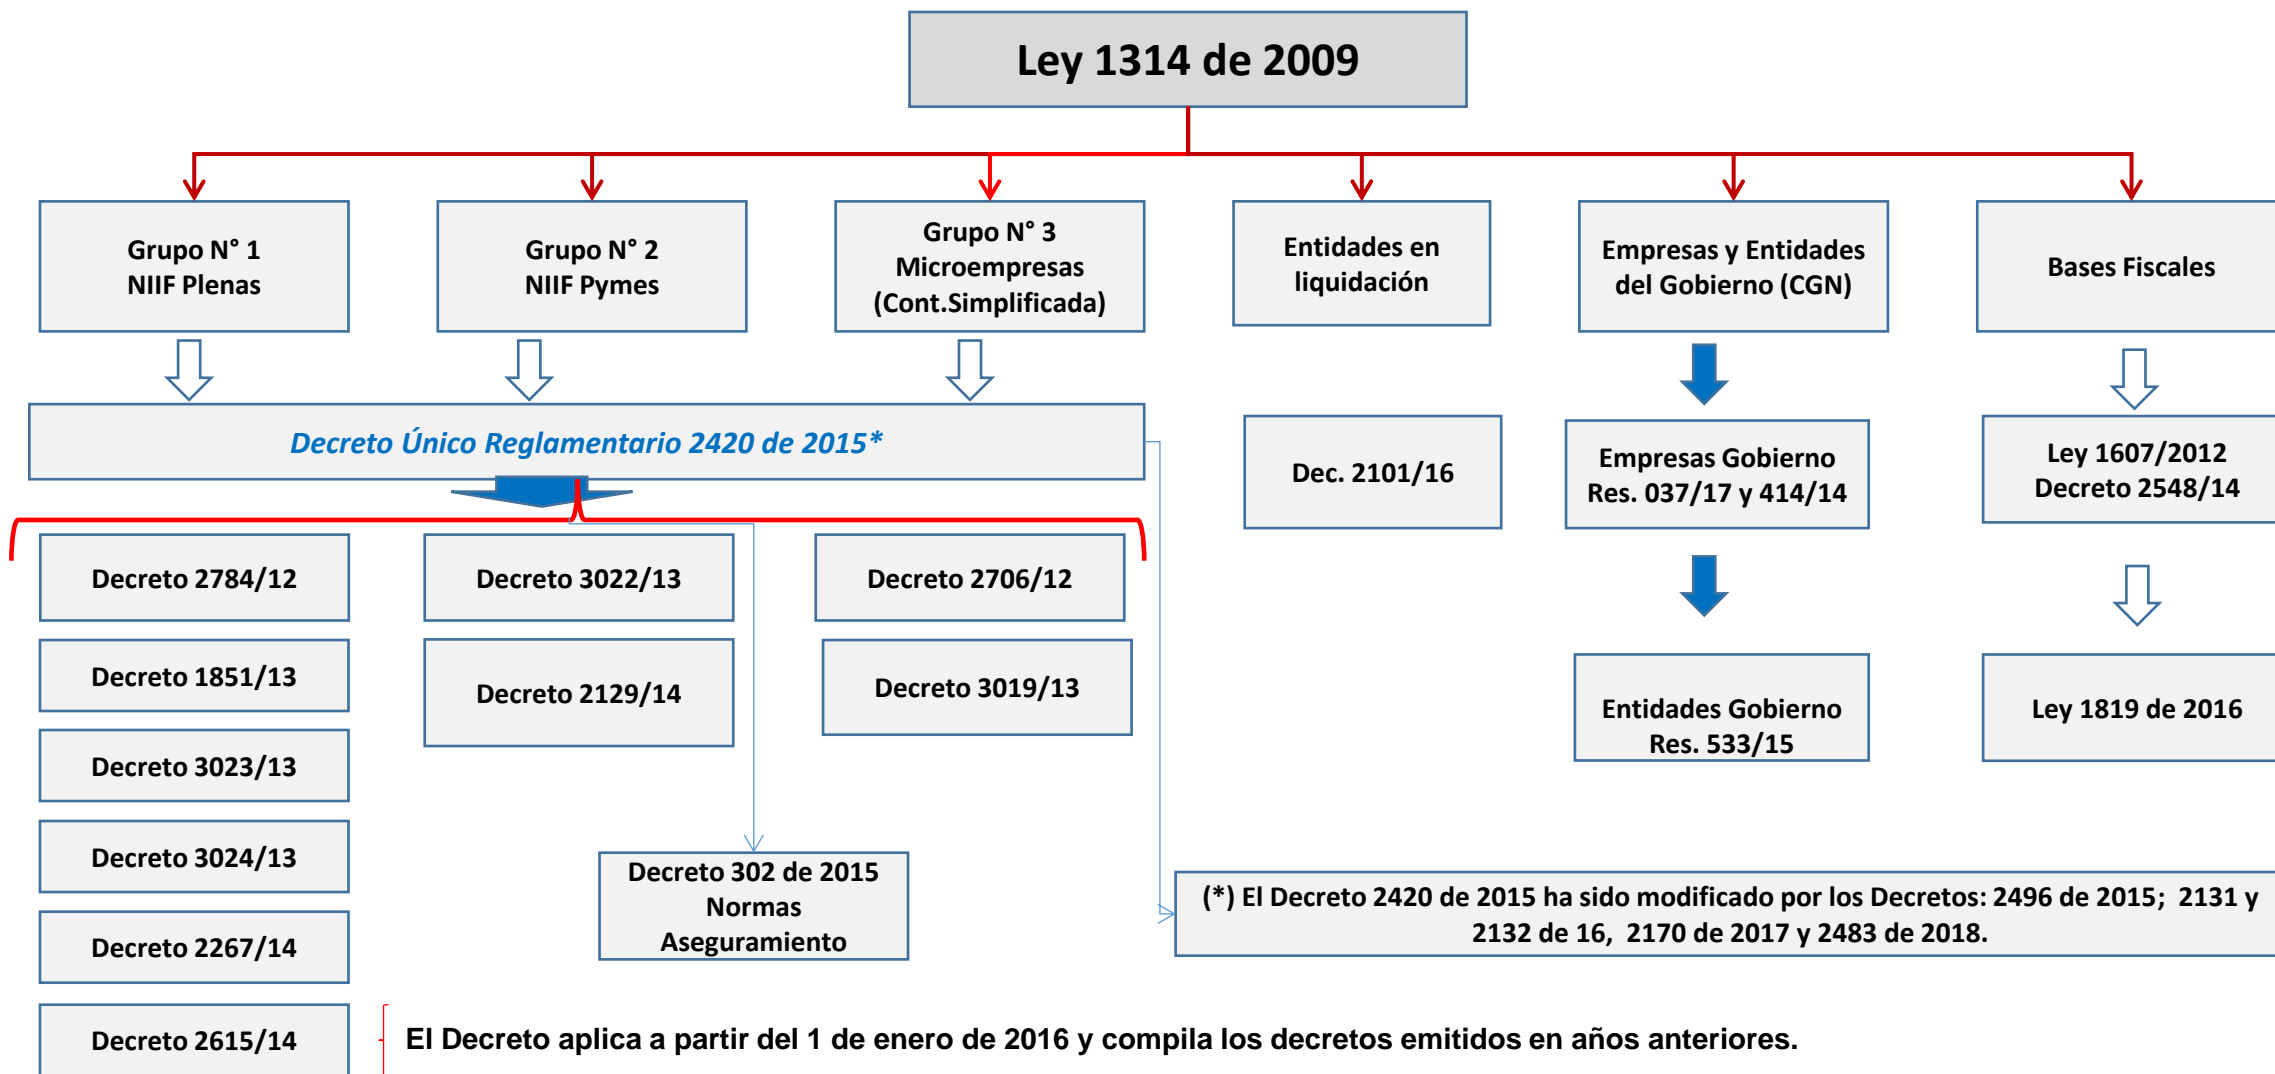 Ley 1314 de 2009
Grupo N° 1
NIIF Plenas
Grupo N° 2
NIIF Pymes
Grupo N° 3
Microempresas
(Cont.Simplificada)
Entidades en
liquidación
Empresas y Entidades
del Gobierno (CGN)
Bases Fiscales
Decreto Único Reglamentario 2420 de 2015*
Dec. 2101/16
Empresas Gobierno
Res. 037/17 y 414/14
Ley 1607/2012
Decreto 2548/14
Decreto 2784/12
Decreto 3022/13
Decreto 2706/12
Decreto 1851/13
Decreto 2129/14
Decreto 3019/13
Entidades Gobierno
Res. 533/15
Ley 1819 de 2016
Decreto 3023/13
Decreto 3024/13
Decreto 302 de 2015
Normas
Aseguramiento
(*) El Decreto 2420 de 2015 ha sido modificado por los Decretos: 2496 de 2015; 2131 y
2132 de 16, 2170 de 2017 y 2483 de 2018.
Decreto 2267/14
Decreto 2615/14
El Decreto aplica a partir del 1 de enero de 2016 y compila los decretos emitidos en años anteriores.